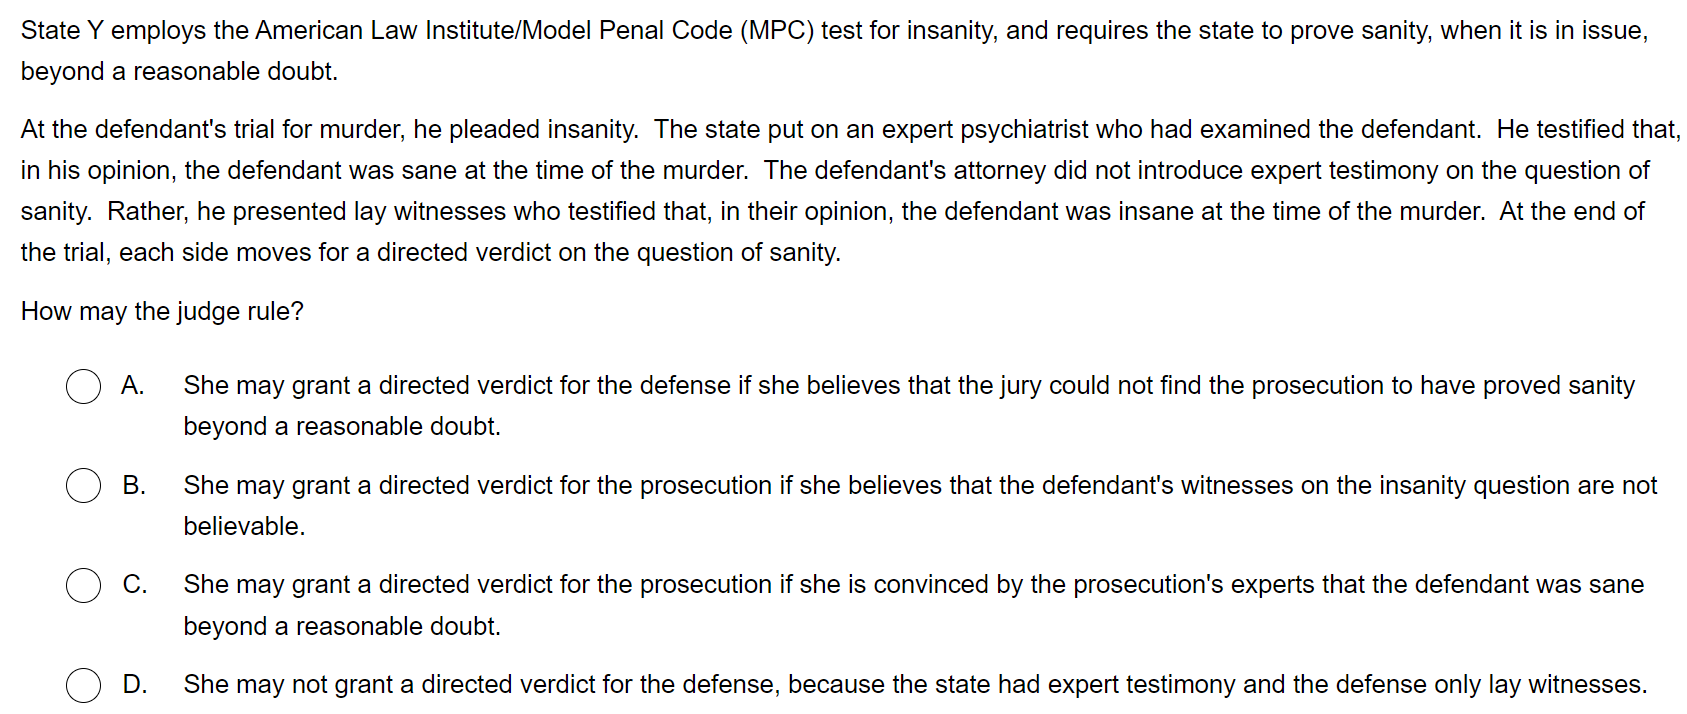 State Y employs the American Law Institute/Model Penal Code (MPC) test for insanity, and requires the state to prove sanity, when it is in issue,
beyond a reasonable doubt.
At the defendant's trial for murder, he pleaded insanity.  The state put on an expert psychiatrist who had examined the defendant.  He testified that,
in his opinion, the defendant was sane at the time of the murder.  The defendant's attorney did not introduce expert testimony on the question of
sanity.  Rather, he presented lay witnesses who testified that, in their opinion, the defendant was insane at the time of the murder.  At the end of
the trial, each side moves for a directed verdict on the question of sanity.
How may the judge rule?
A. She may grant a directed verdict for the defense if she believes that the jury could not find the prosecution to have proved sanity
beyond a reasonable doubt.
B. She may grant a directed verdict for the prosecution if she believes that the defendant's witnesses on the insanity question are not
believable.
C. She may grant a directed verdict for the prosecution if she is convinced by the prosecution's experts that the defendant was sane
beyond a reasonable doubt.
D. She may not grant a directed verdict for the defense, because the state had expert testimony and the defense only lay witnesses.